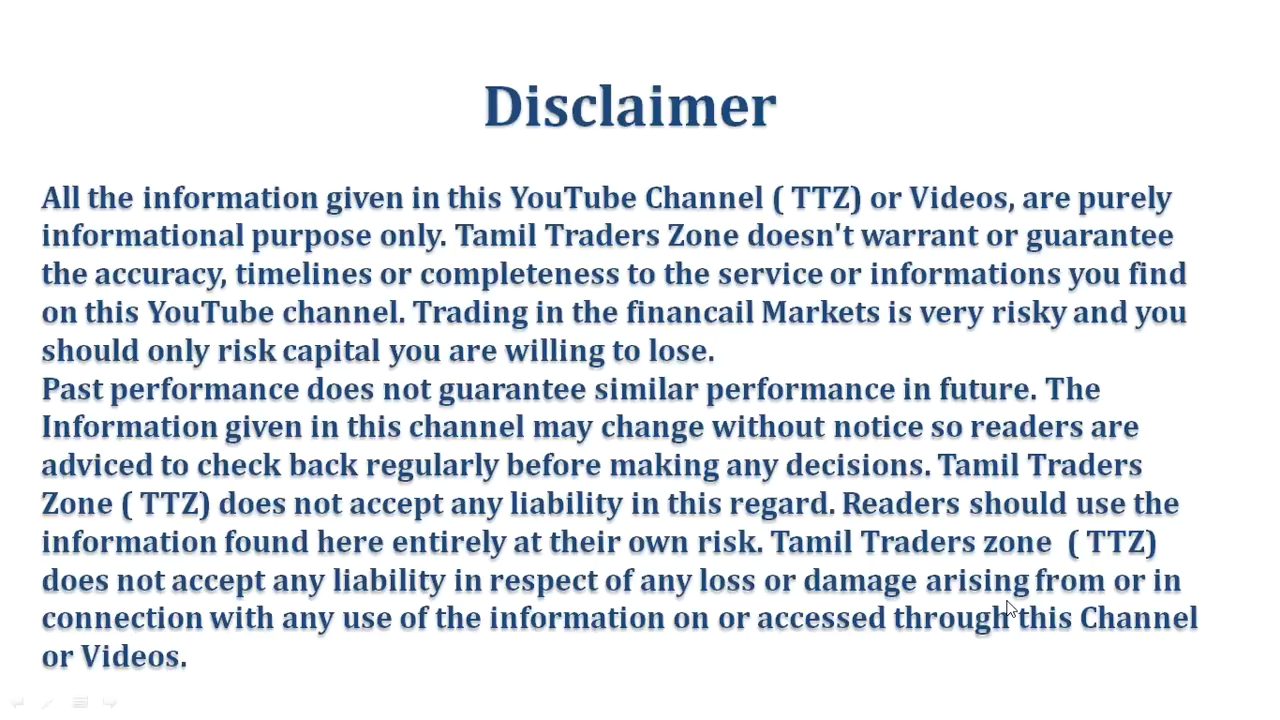 Disclaimer
All the information given in this YouTube Channel ( TTZ) or Videos, are purely
informational purpose only. Tamil Traders Zone doesn't warrant or guarantee
the accuracy, timelines or completeness to the service or informations you find
on this YouTube channel. Trading in the financail Markets is very risky and you
should only risk capital you are willing to lose.
Past performance does not guarantee similar performance in future. The
Information given in this channel may change without notice so readers are
adviced to check back regularly before making any decisions. Tamil Traders
Zone ( TTZ) does not accept any liability in this regard. Readers should use the
information found here entirely at their own risk. Tamil Traders zone  ( TTZ)
does not accept any liability in respect of any loss or damage arising from or in
connection with any use of the information on or accessed through this Channel
or Videos.